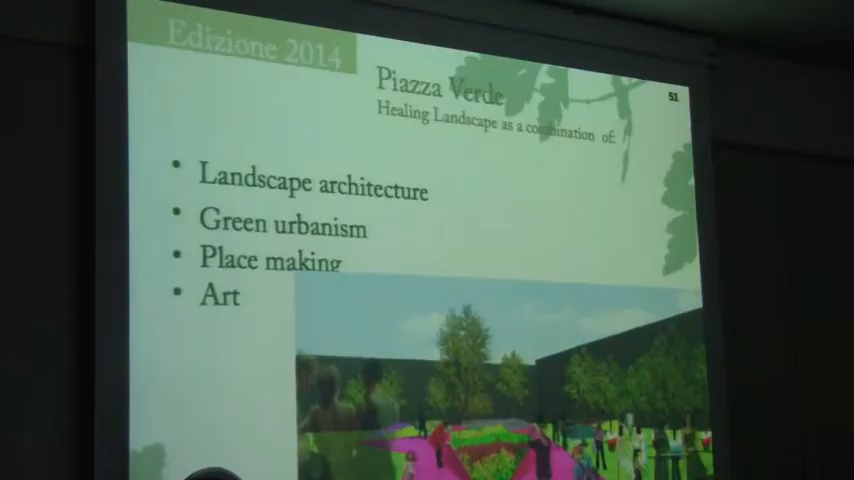 Edizione 2014
51
Piazza Verde
Healing Landscape as a combination of:
• Landscape architecture
• Green urbanism
• Place making
• Art